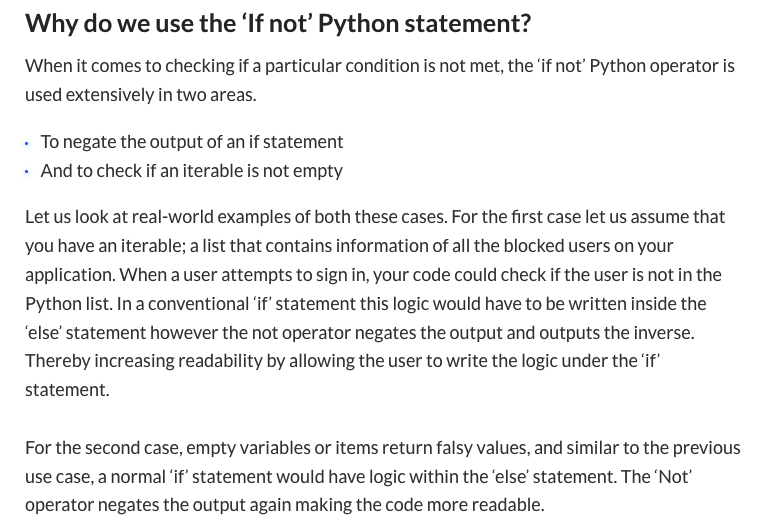 Why do we use the ‘If not’ Python statement?
When it comes to checking if a particular condition is not met, the ‘if not’ Python operator is
used extensively in two areas.
· To negate the output of an if statement
· And to check if an iterable is not empty
Let us look at real-world examples of both these cases. For the first case let us assume that
you have an iterable; a list that contains information of all the blocked users on your
application. When a user attempts to sign in, your code could check if the user is not in the
Python list. In a conventional ‘if’ statement this logic would have to be written inside the
‘else’ statement however the not operator negates the output and outputs the inverse.
Thereby increasing readability by allowing the user to write the logic under the ‘if’
statement.
For the second case, empty variables or items return falsy values, and similar to the previous
use case, a normal ‘if’ statement would have logic within the ‘else’ statement. The ‘Not’
operator negates the output again making the code more readable.